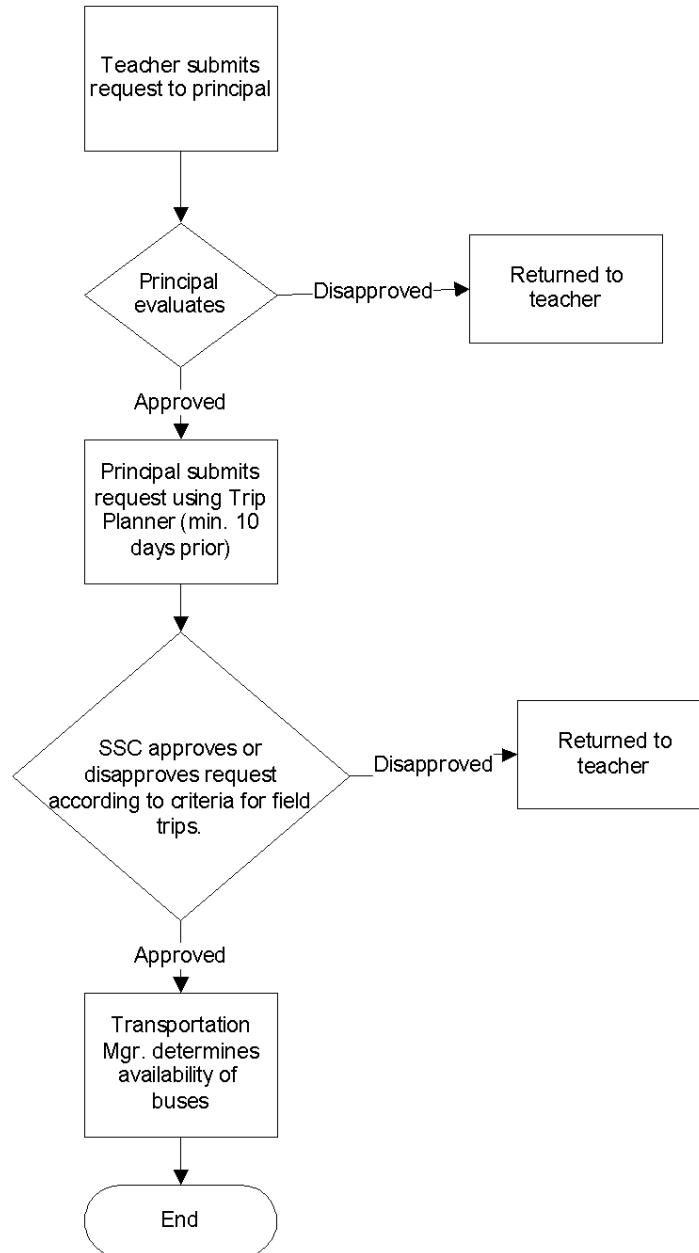 Teacher submits
request to principal
Principal
evaluates
Disapproved
Returned to
teacher
Approved
Principal submits
request using Trip
Planner (min. 10
days prior)
SSC approves or
disapproves request
according to criteria for field
trips.
Disapproved
Returned to
teacher
Approved
Transportation
Mgr. determines
availability of
buses
End